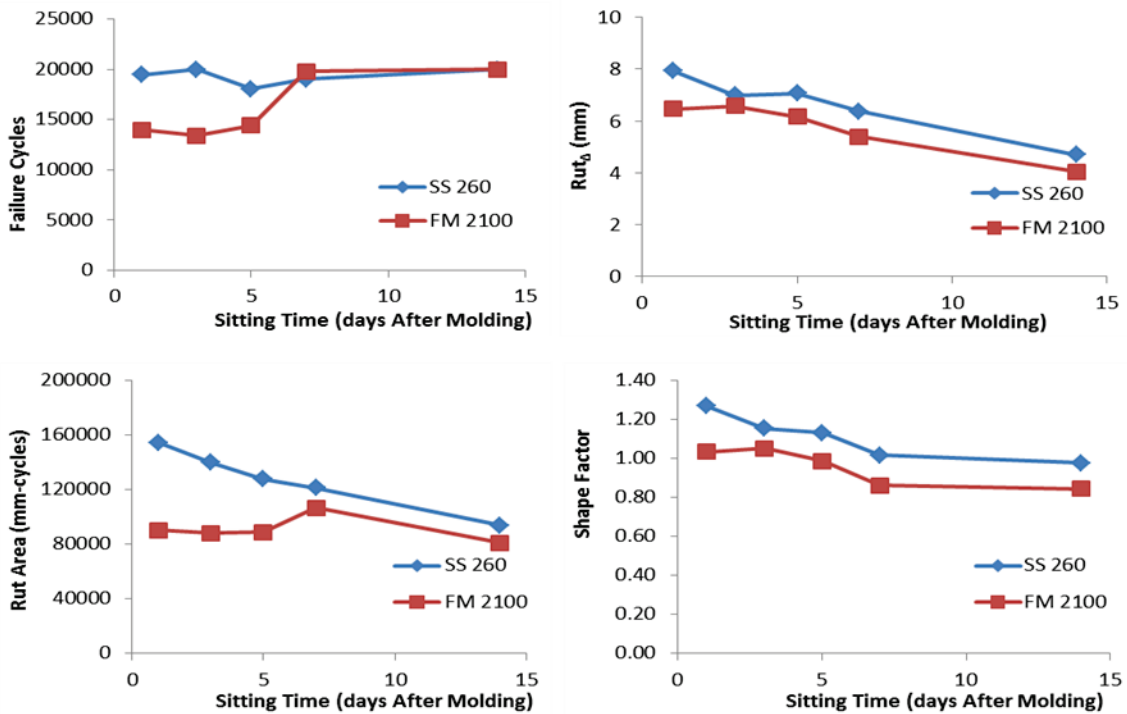 Failure Cycles
25000
20000
15000
10000
5000
0
0 5 10 15
Sitting Time (days After Molding)
SS 260
FM 2100
RutΔ (mm)
10
8
6
4
2
0
0 5 10 15
Sitting Time (days After Molding)
SS 260
FM 2100
Rut Area (mm-cycles)
200000
160000
120000
80000
40000
0
0 5 10 15
Sitting Time (days After Molding)
SS 260
FM 2100
Shape Factor
1.40
1.20
1.00
0.80
0.60
0.40
0.20
0.00
0 5 10 15
Sitting Time (days After Molding)
SS 260
FM 2100